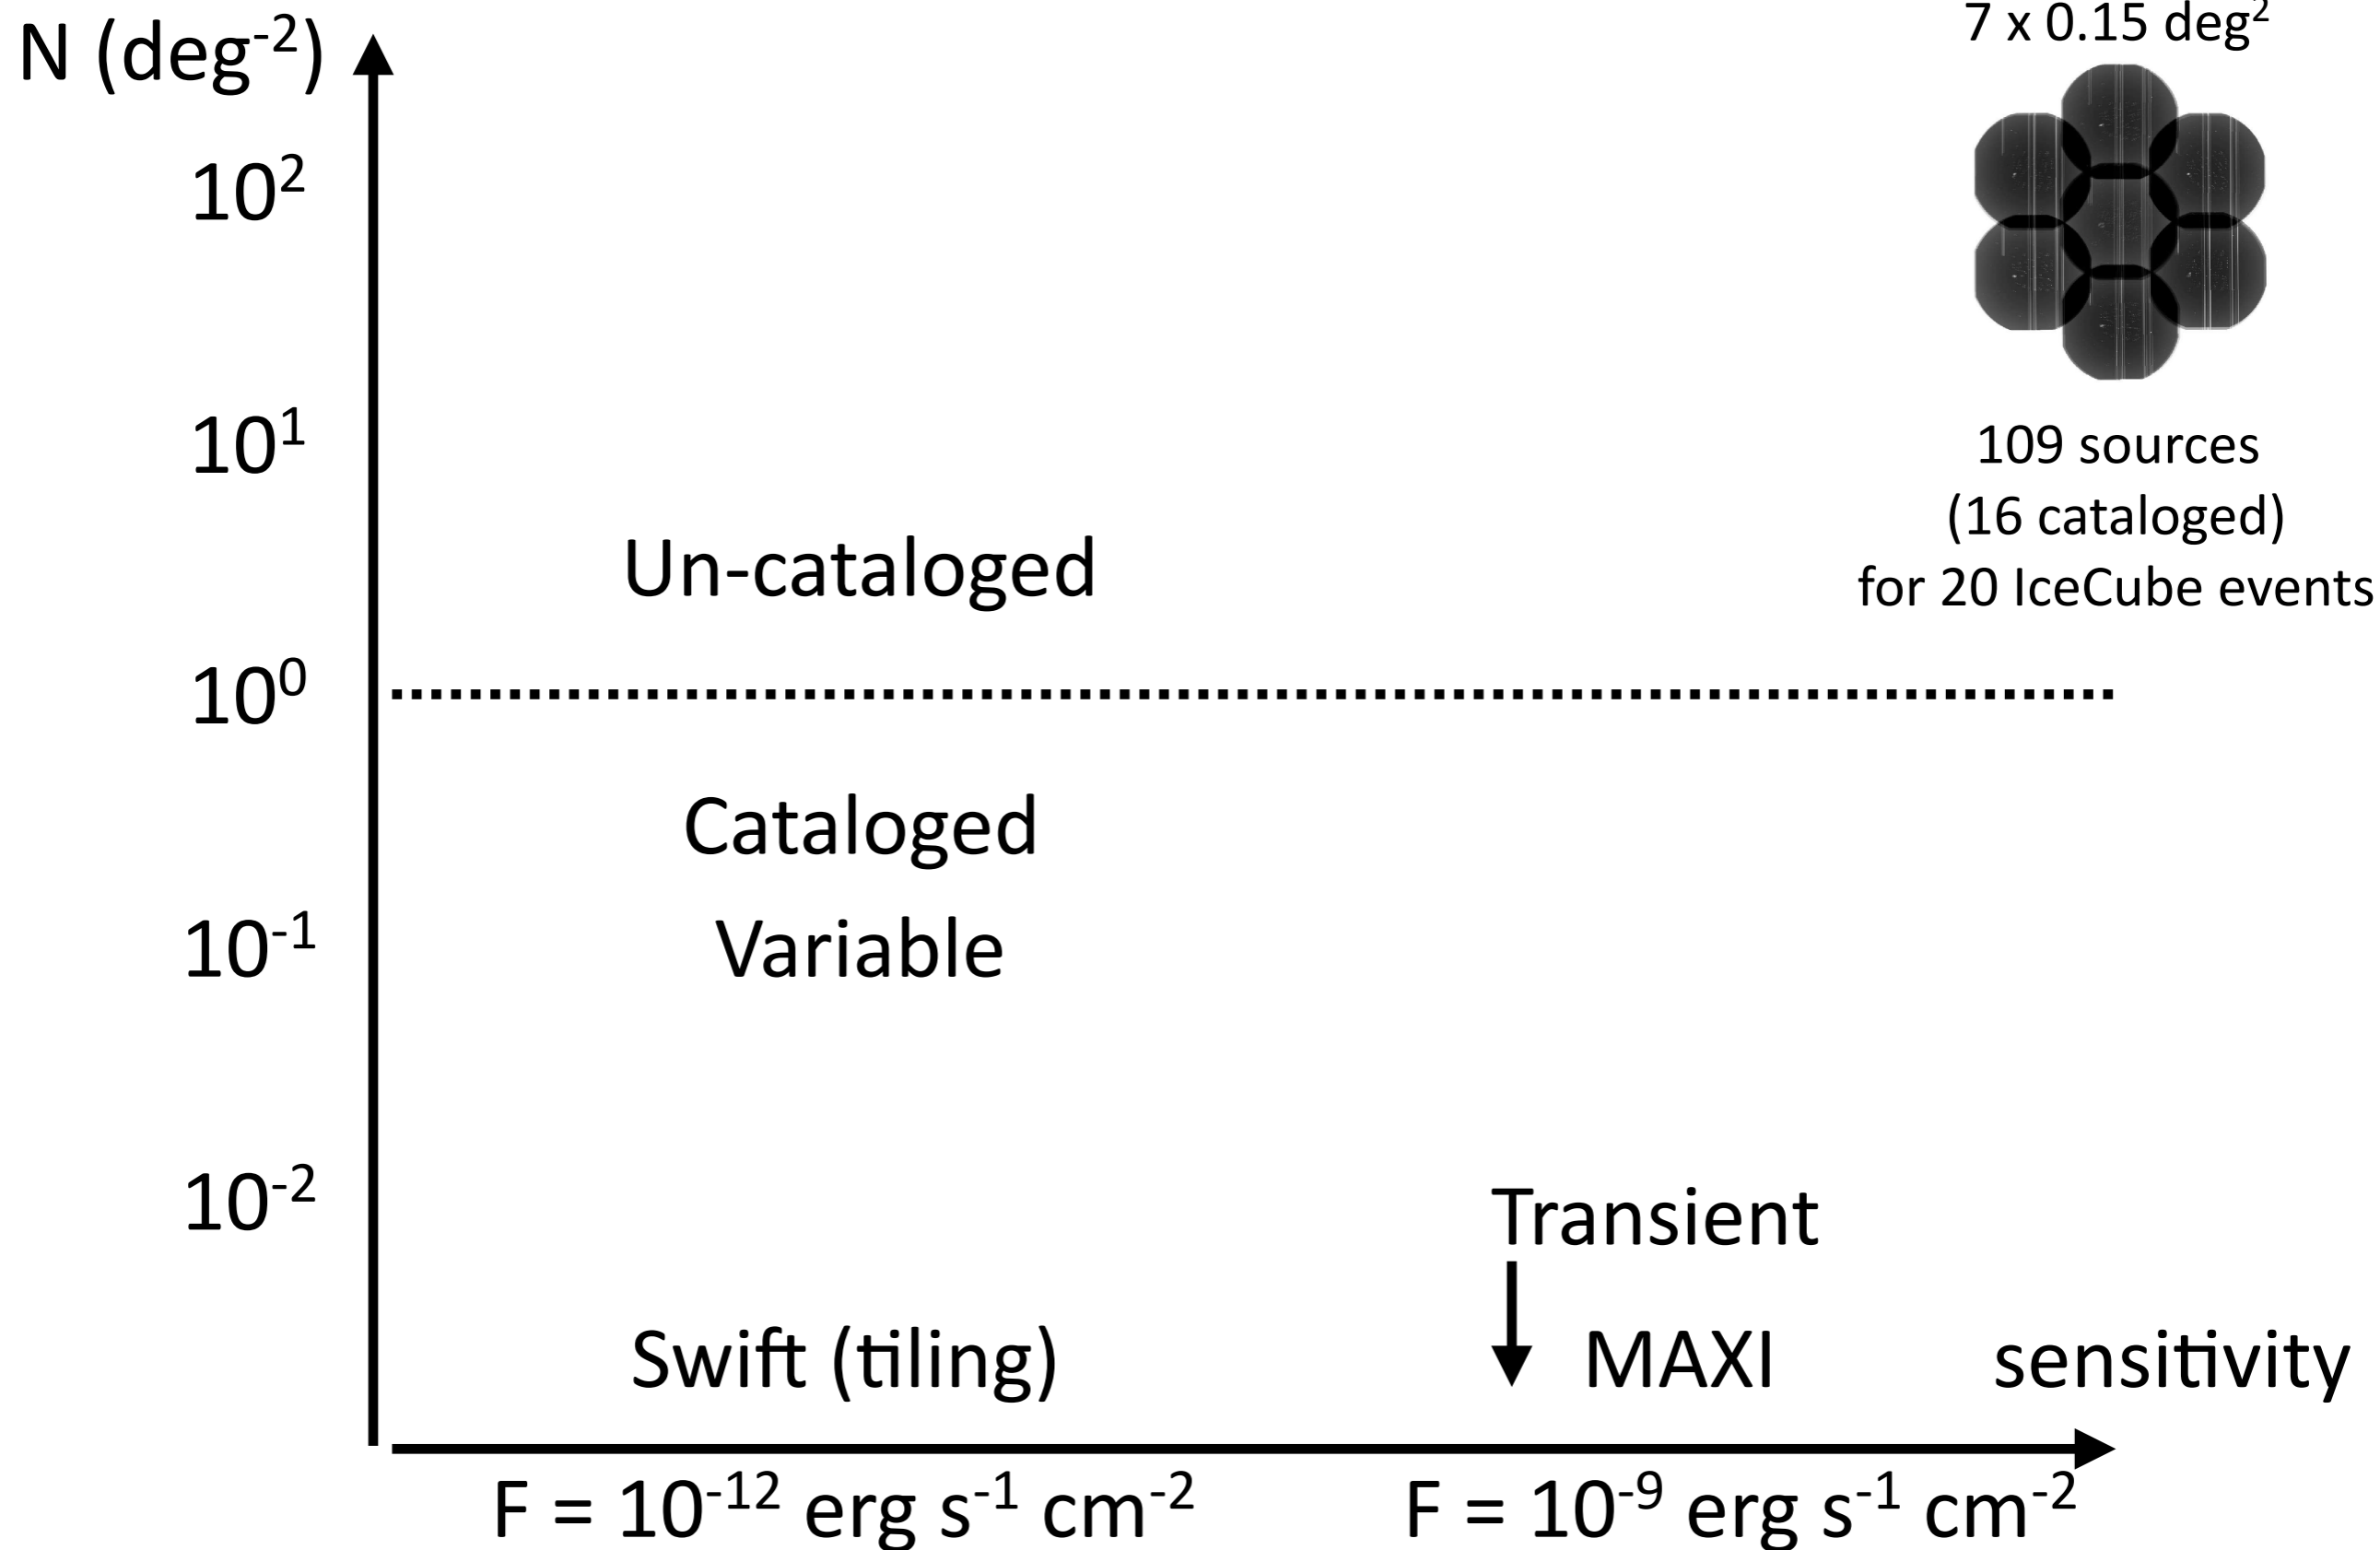 N (deg⁻²)
7 x 0.15 deg²
10²
10¹
109 sources
(16 cataloged)
for 20 IceCube events
Un-cataloged
10⁰
Cataloged
Variable
10⁻¹
10⁻²
Transient
Swift (tiling)
MAXI
sensitivity
F = 10⁻¹² erg s⁻¹ cm⁻²
F = 10⁻⁹ erg s⁻¹ cm⁻²